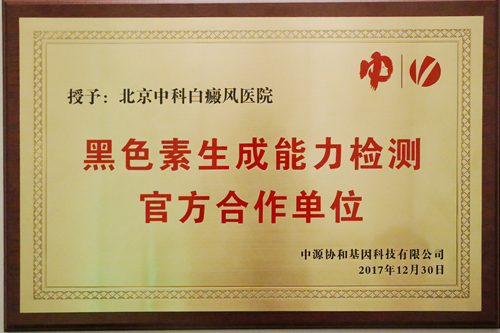 中
授予：北京中科白癜风医院
黑色素生成能力检测
官方合作单位
中源协和基因科技有限公司
2017年12月30日